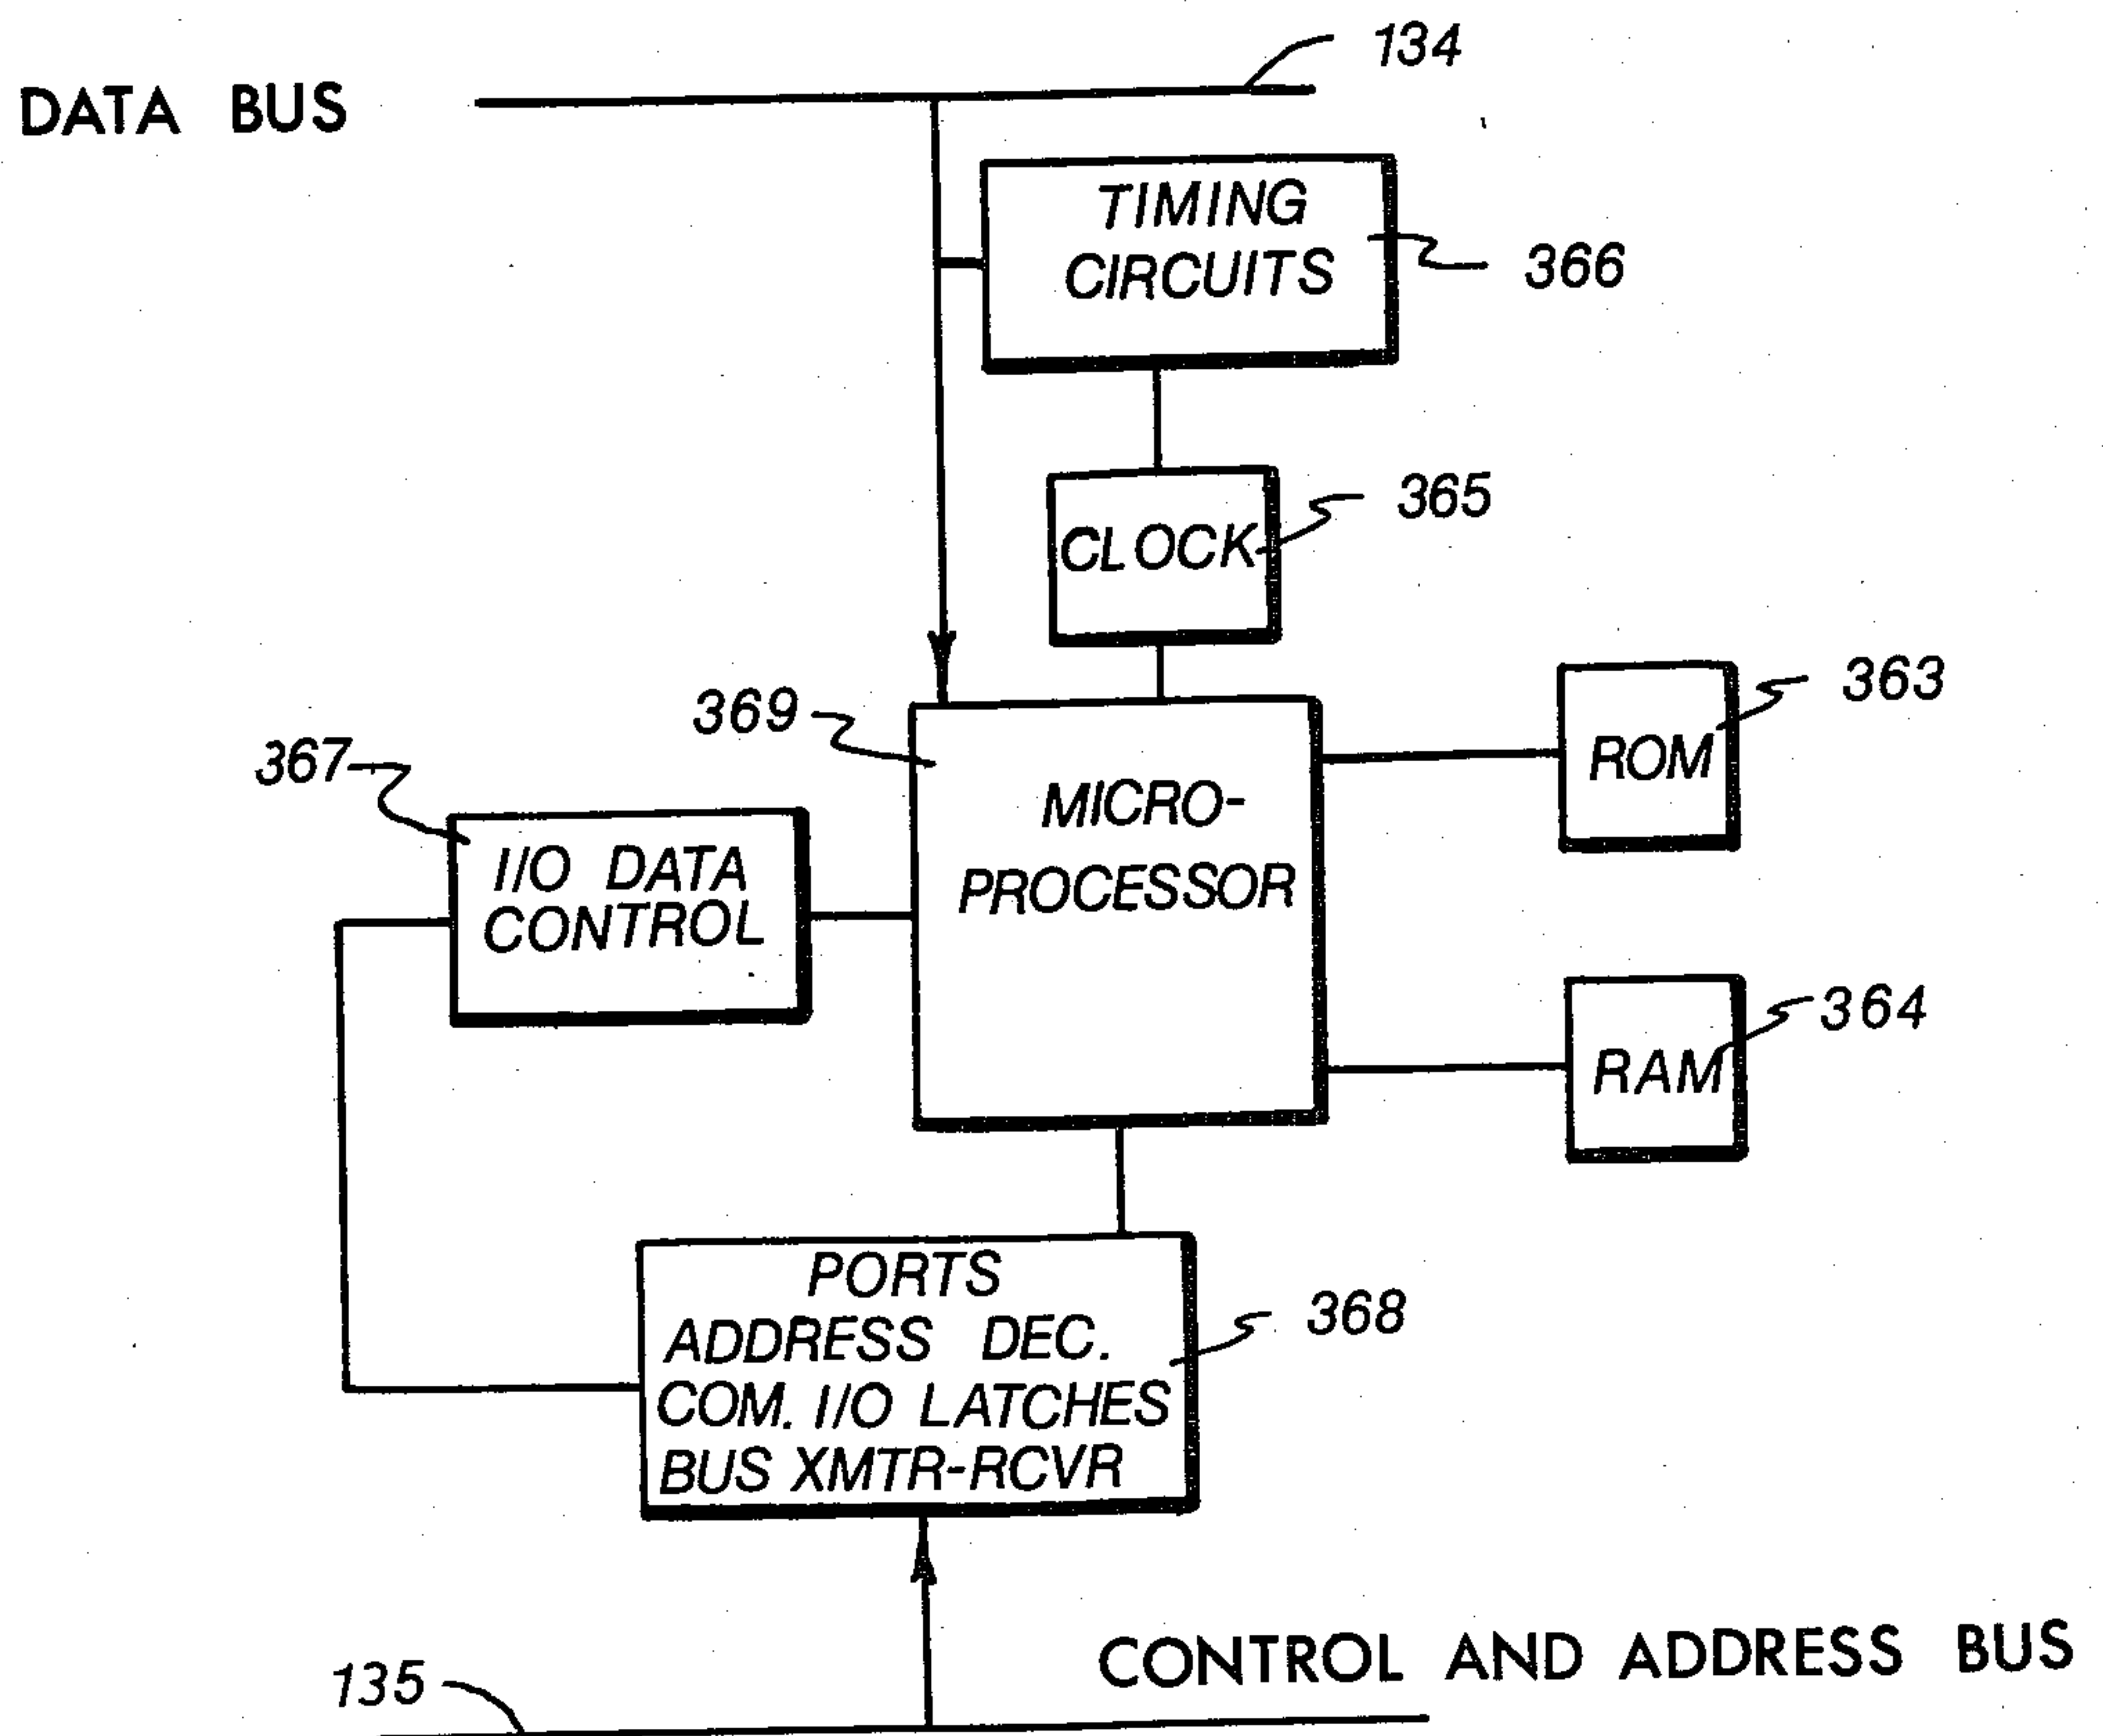 134
DATA BUS
TIMING
CIRCUITS
366
CLOCK
365
369
363
ROM
367
MICRO-
PROCESSOR
I/O DATA
CONTROL
364
RAM
PORTS
ADDRESS DEC.
COM. I/O LATCHES
BUS XMTR-RCVR
368
CONTROL AND ADDRESS BUS
135